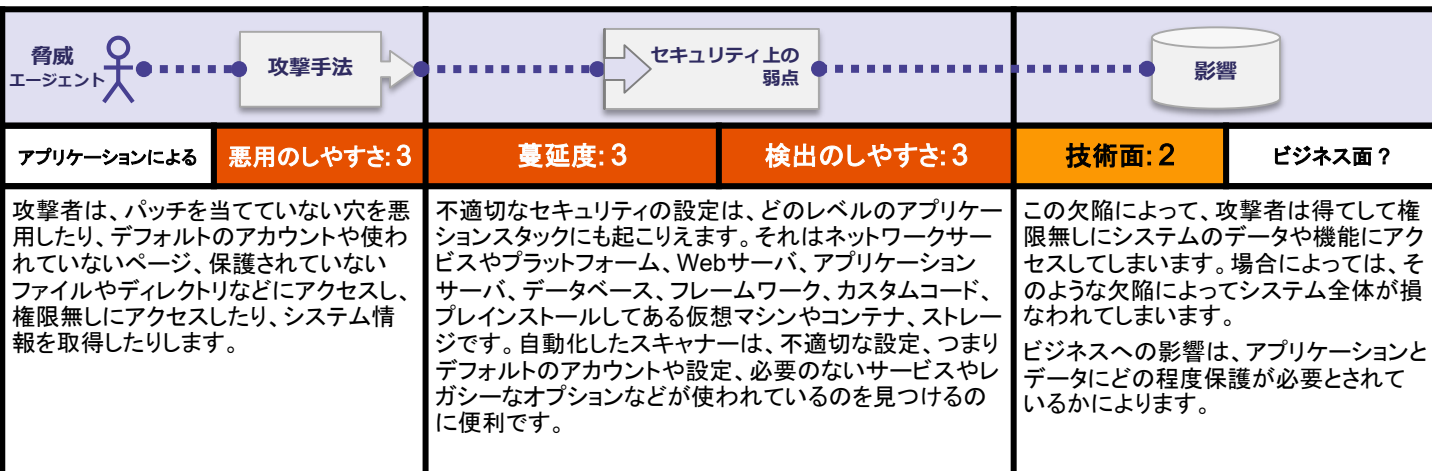 脅威
エージェント
攻撃手法
セキュリティ上の
弱点
影響
アプリケーションによる
悪用のしやすさ: 3
蔓延度: 3
検出のしやすさ: 3
技術面: 2
ビジネス面 ?
攻撃者は、パッチを当てていない穴を悪
用したり、デフォルトのアカウントや使わ
れていないページ、保護されていない
ファイルやディレクトリなどにアクセスし、
権限無しにアクセスしたり、システム情
報を取得したりします。
不適切なセキュリティの設定は、どのレベルのアプリケー
ションスタックにも起こりえます。それはネットワークサー
ビスやプラットフォーム、Webサーバ、アプリケーション
サーバ、データベース、フレームワーク、カスタムコード、
プレインストールしてある仮想マシンやコンテナ、ストレー
ジです。自動化したスキャナーは、不適切な設定、つまり
デフォルトのアカウントや設定、必要のないサービスやレ
ガシーなオプションなどが使われているのを見つけるの
に便利です。
この欠陥によって、攻撃者は得てして権
限無しにシステムのデータや機能にアク
セスしてしまいます。場合によっては、そ
のような欠陥によってシステム全体が損
なわれてしまいます。
ビジネスへの影響は、アプリケーションと
データにどの程度保護が必要とされて
いるかによります。